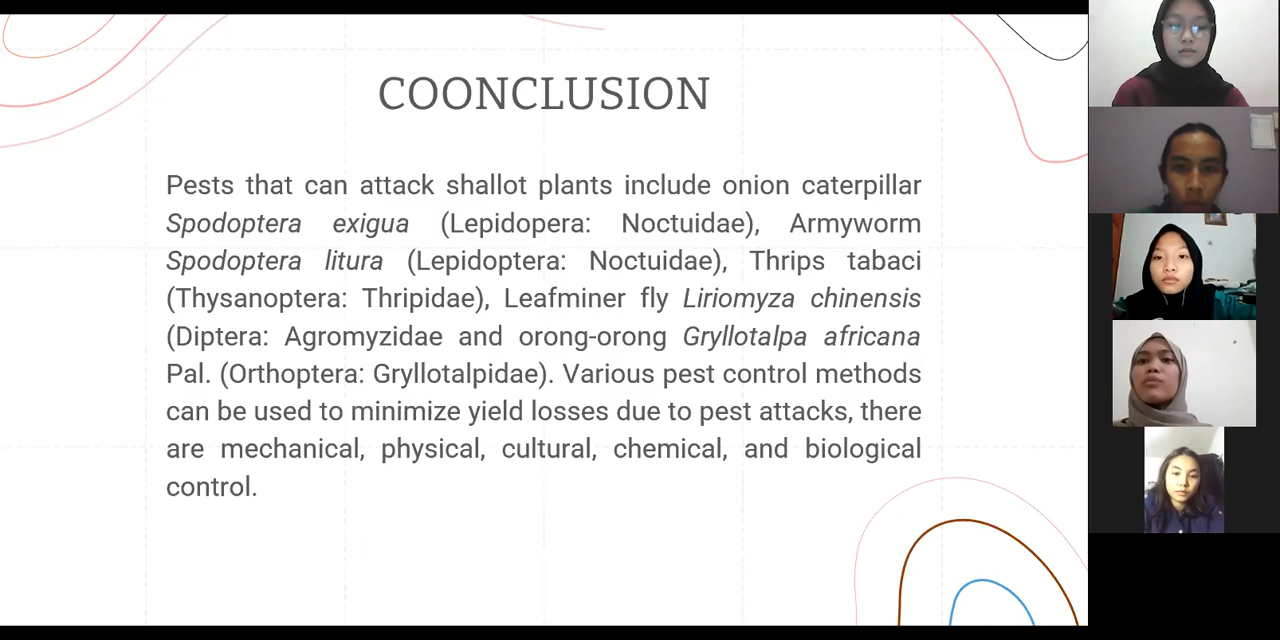 COONCLUSION
Pests that can attack shallot plants include onion caterpillar
Spodoptera exigua (Lepidopera: Noctuidae), Armyworm
Spodoptera litura (Lepidoptera: Noctuidae), Thrips tabaci
(Thysanoptera: Thripidae), Leafminer fly Liriomyza chinensis
(Diptera: Agromyzidae and orong-orong Gryllotalpa africana
Pal. (Orthoptera: Gryllotalpidae). Various pest control methods
can be used to minimize yield losses due to pest attacks, there
are mechanical, physical, cultural, chemical, and biological
control.